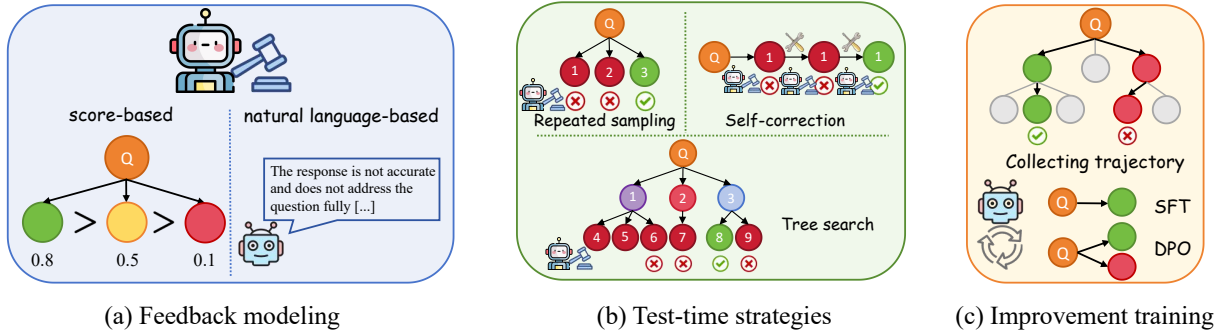 score-based
natural language-based
Q
The response is not accurate
and does not address the
question fully [...]
> >
0.8 0.5 0.1
(a) Feedback modeling
Q
1 2 3
Repeated sampling
Q 1 1 1
Self-correction
Q
1 2 3
4 5 6 7 8 9
Tree search
(b) Test-time strategies
Q
Collecting trajectory
Q SFT
Q DPO
(c) Improvement training